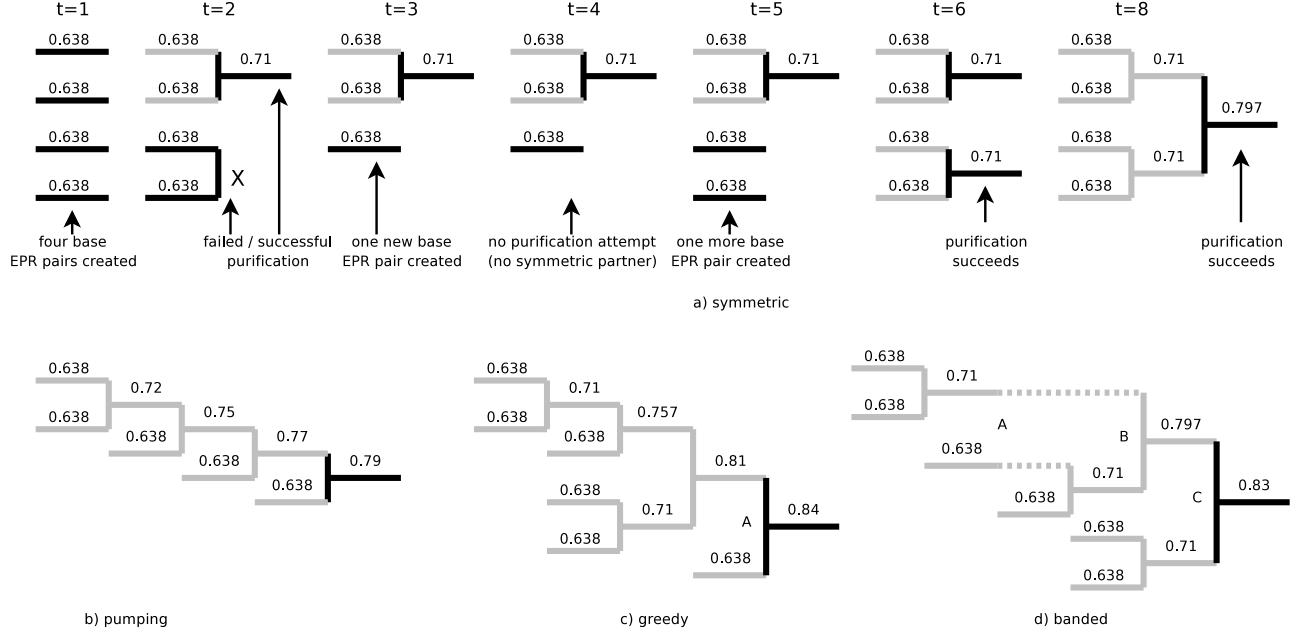 t=1 t=2 t=3 t=4 t=5 t=6 t=8
0.638 0.638 0.638 0.638 0.638 0.638 0.638
0.71 0.71 0.71 0.71 0.71 0.71
0.638 0.638 0.638 0.638 0.638 0.638 0.638
0.797
0.638 0.638 0.638 0.638 0.638 0.638 0.638
0.71 0.71
X
0.638 0.638 0.638 0.638 0.638
four base failed / successful one new base no purification attempt one more base purification purification
EPR pairs created purification EPR pair created (no symmetric partner) EPR pair created succeeds succeeds
a) symmetric
0.638
0.72
0.638
0.75
0.638
0.77
0.638
0.79
0.638
b) pumping
0.638
0.71
0.638
0.757
0.638
0.81
0.638
0.71
A
0.84
0.638
0.638
c) greedy
0.638
0.71
0.638
A
B
0.797
0.638
0.71
0.638
C
0.83
0.638
0.71
0.638
d) banded